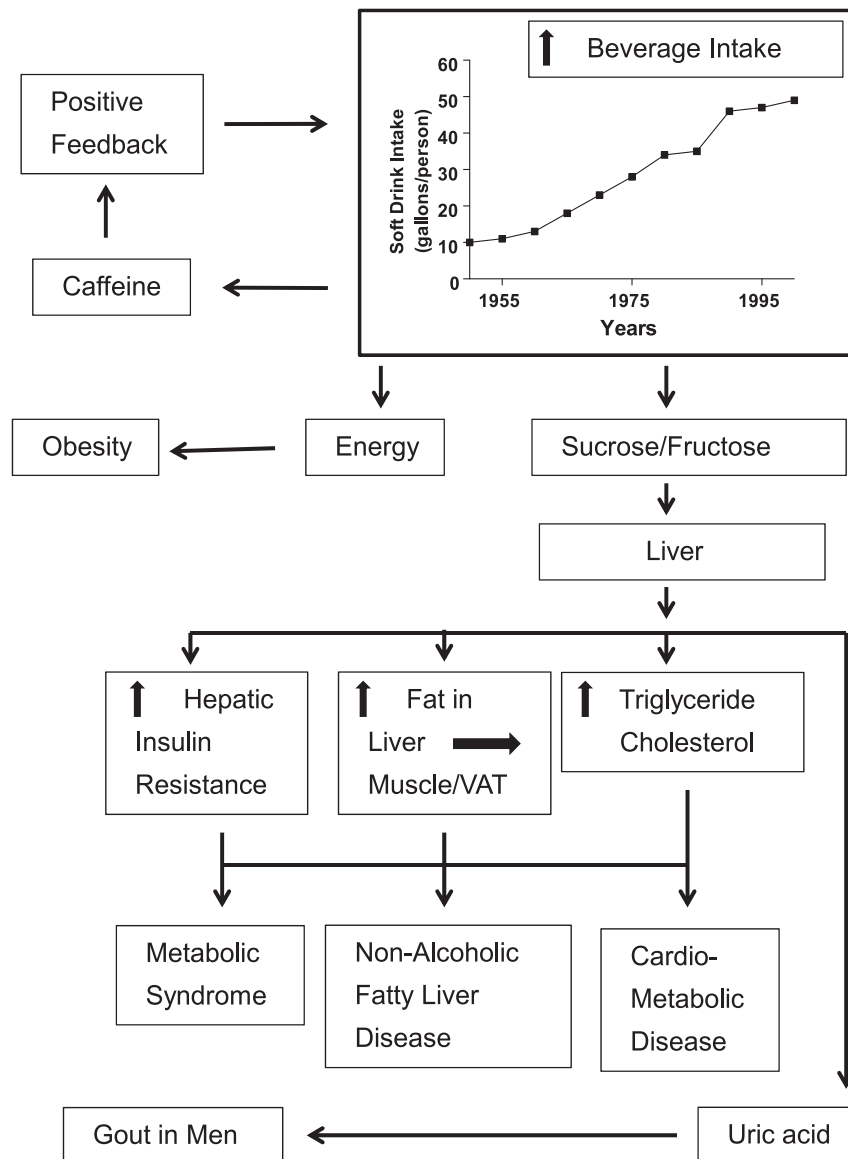 Beverage Intake
Positive
Feedback
Caffeine
Soft Drink Intake
(gallons/person)
60
50
40
30
20
10
0
1955
1975
1995
Years
Obesity
Energy
Sucrose/Fructose
Liver
Hepatic
Insulin
Resistance
Fat in
Liver
Muscle/VAT
Triglyceride
Cholesterol
Metabolic
Syndrome
Non-Alcoholic
Fatty Liver
Disease
Cardio-
Metabolic
Disease
Gout in Men
Uric acid